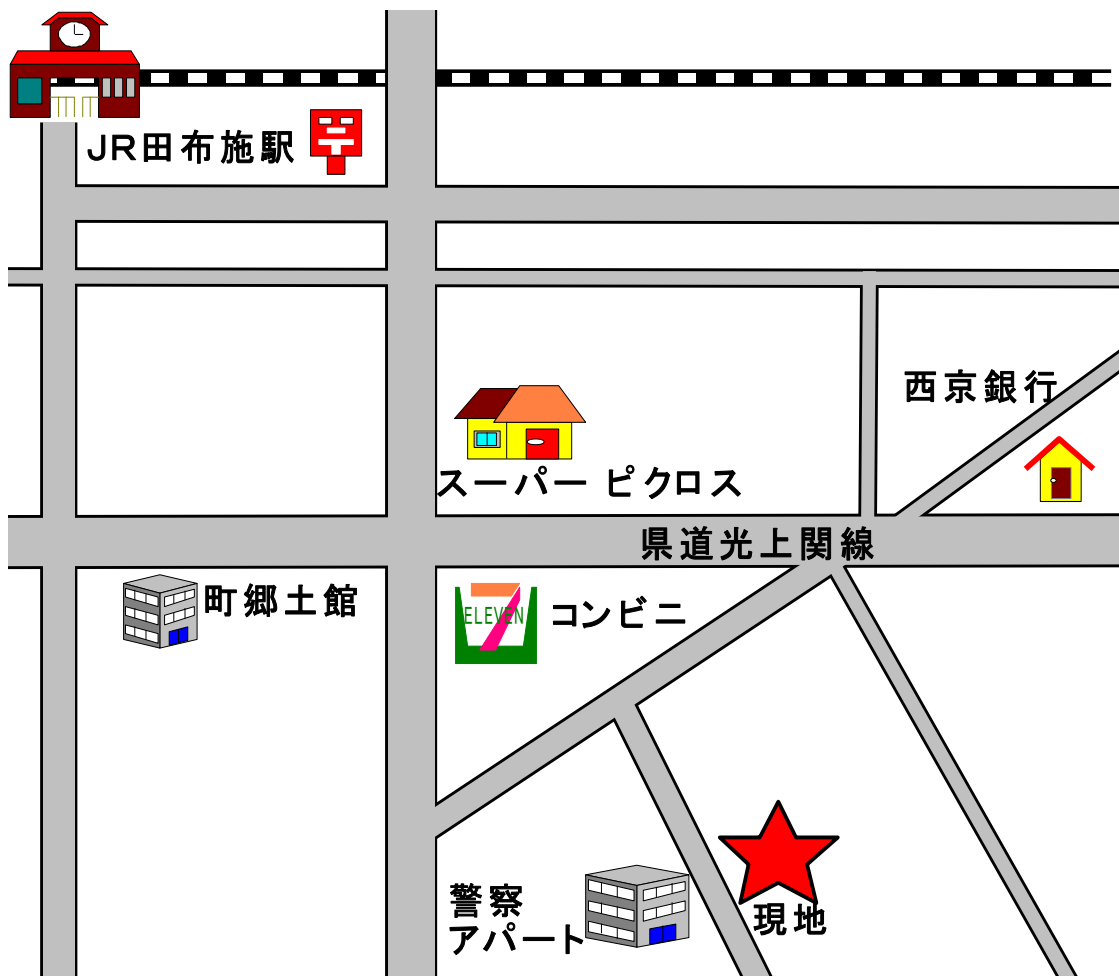 JR田布施駅
西京銀行
スーパー ピクロス
県道光上関線
町郷土館
ELEVEN
コンビニ
警察
アパート
現地